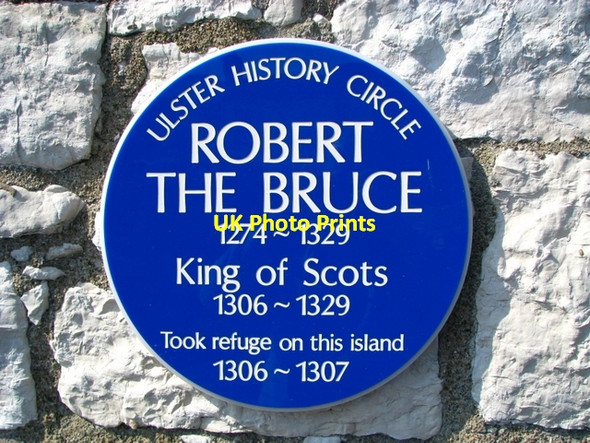 ULSTER HISTORY CIRCLE
ROBERT
THE BRUCE
UK Photo Prints
1274~1329
King of Scots
1306~1329
Took refuge on this island
1306~1307